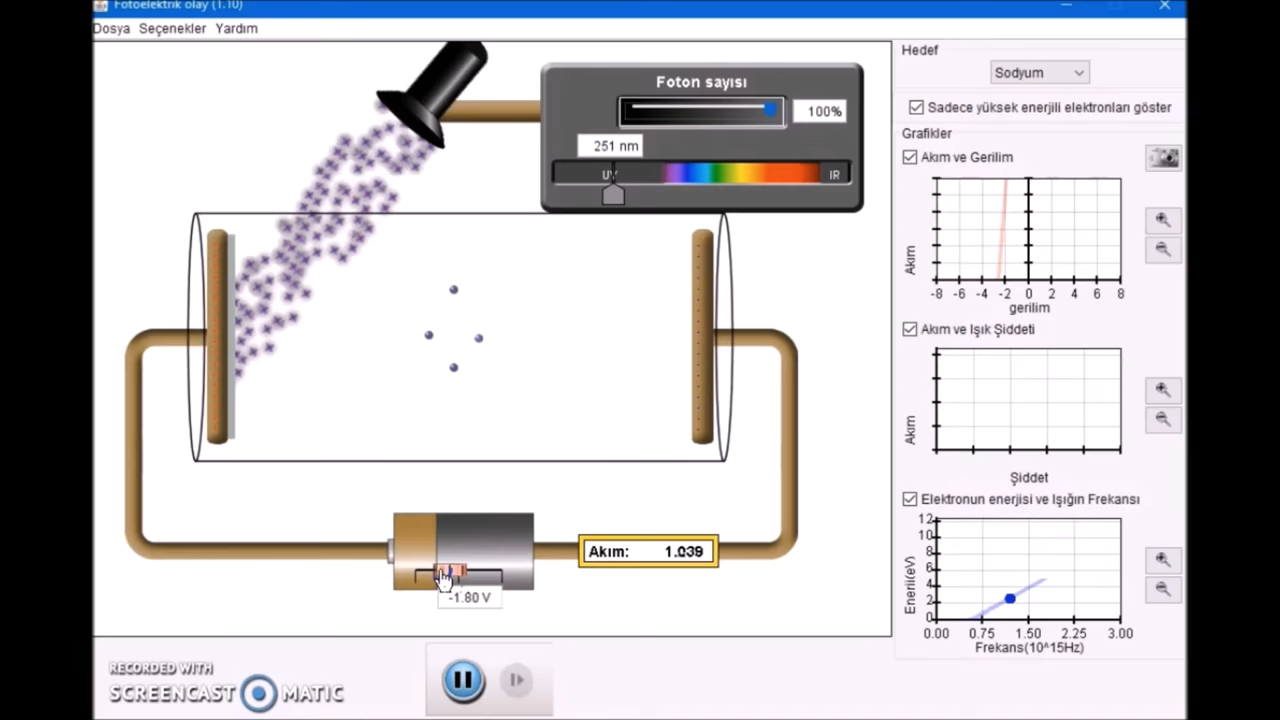 Fotoelektrik olay (1.10)
Dosya Seçenekler Yardım
Foton sayısı
100%
251 nm
UV
IR
Akım: 1.039
-1.80 V
Hedef
Sodyum
Sadece yüksek enerjili elektronları göster
Grafikler
Akım ve Gerilim
Akım
-8 -6 -4 -2 0 2 4 6 8
gerilim
Akım ve Işık Şiddeti
Akım
Şiddet
Elektronun enerjisi ve Işığın Frekansı
12
10
8
6
4
2
0
Enerji(eV)
0.00 0.75 1.50 2.25 3.00
Frekans(10^15Hz)
RECORDED WITH
SCREENCAST MATIC